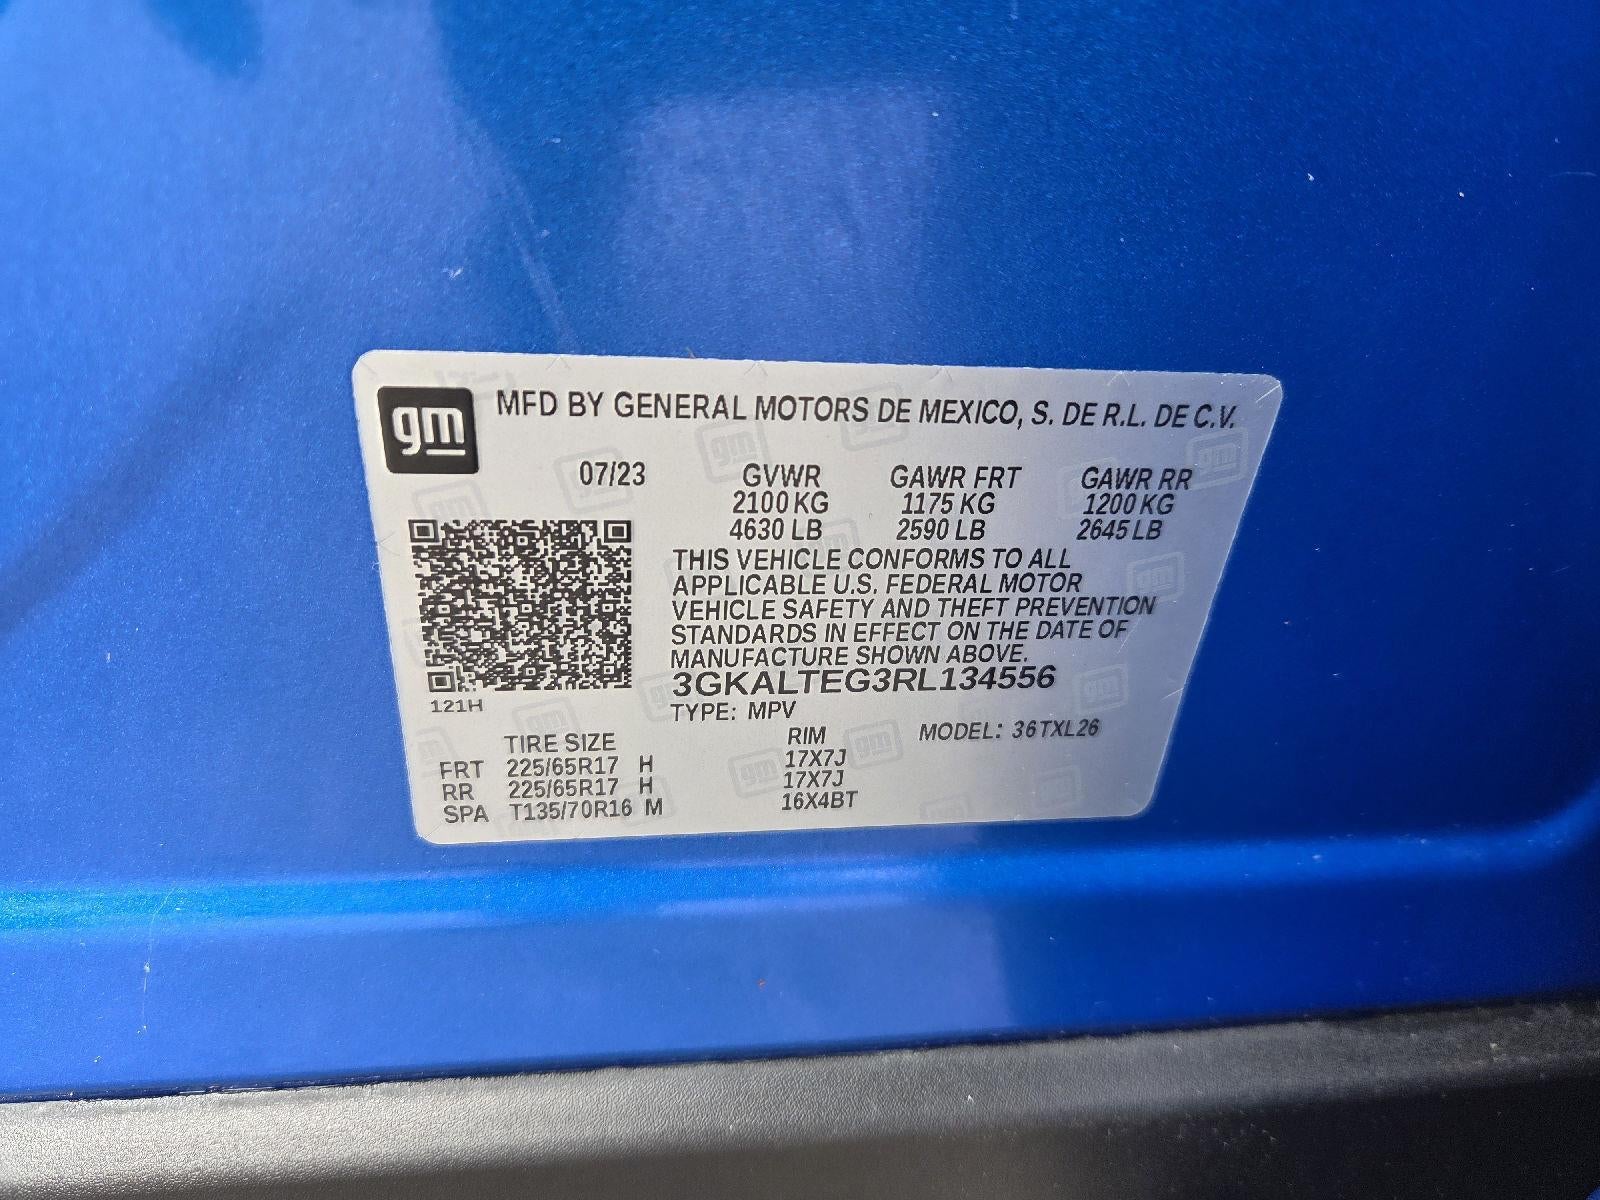 gm MFD BY GENERAL MOTORS DE MEXICO, S. DE R.L. DE C.V.
07/23 GVWR GAWR FRT GAWR RR
2100 KG 1175 KG 1200 KG
4630 LB 2590 LB 2645 LB
THIS VEHICLE CONFORMS TO ALL
APPLICABLE U.S. FEDERAL MOTOR
VEHICLE SAFETY AND THEFT PREVENTION
STANDARDS IN EFFECT ON THE DATE OF
MANUFACTURE SHOWN ABOVE.
3GKALTEG3RL134556
121H
TYPE: MPV
MODEL: 36TXL26
TIRE SIZE RIM
FRT 225/65R17 H 17X7J
RR 225/65R17 H 17X7J
SPA T135/70R16 M 16X4BT